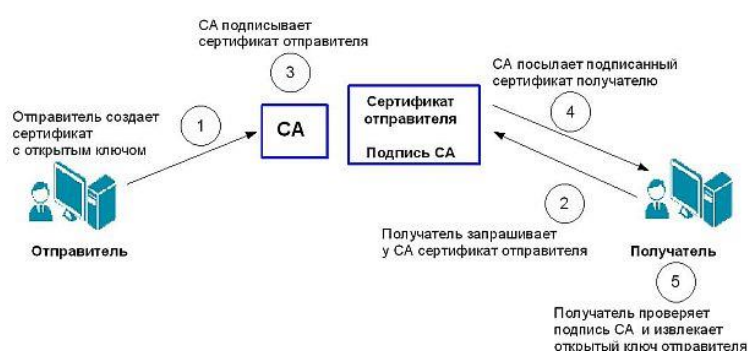 СА подписывает
сертификат отправителя
3
СА посылает подписанный
сертификат получателю
4
Отправитель создает
сертификат
с открытым ключом
1
СА
Сертификат
отправителя
Подпись СА
2
Получатель запрашивает
у СА сертификат отправителя
Отправитель
Получатель
5
Получатель проверяет
подпись СА и извлекает
открытый ключ отправителя